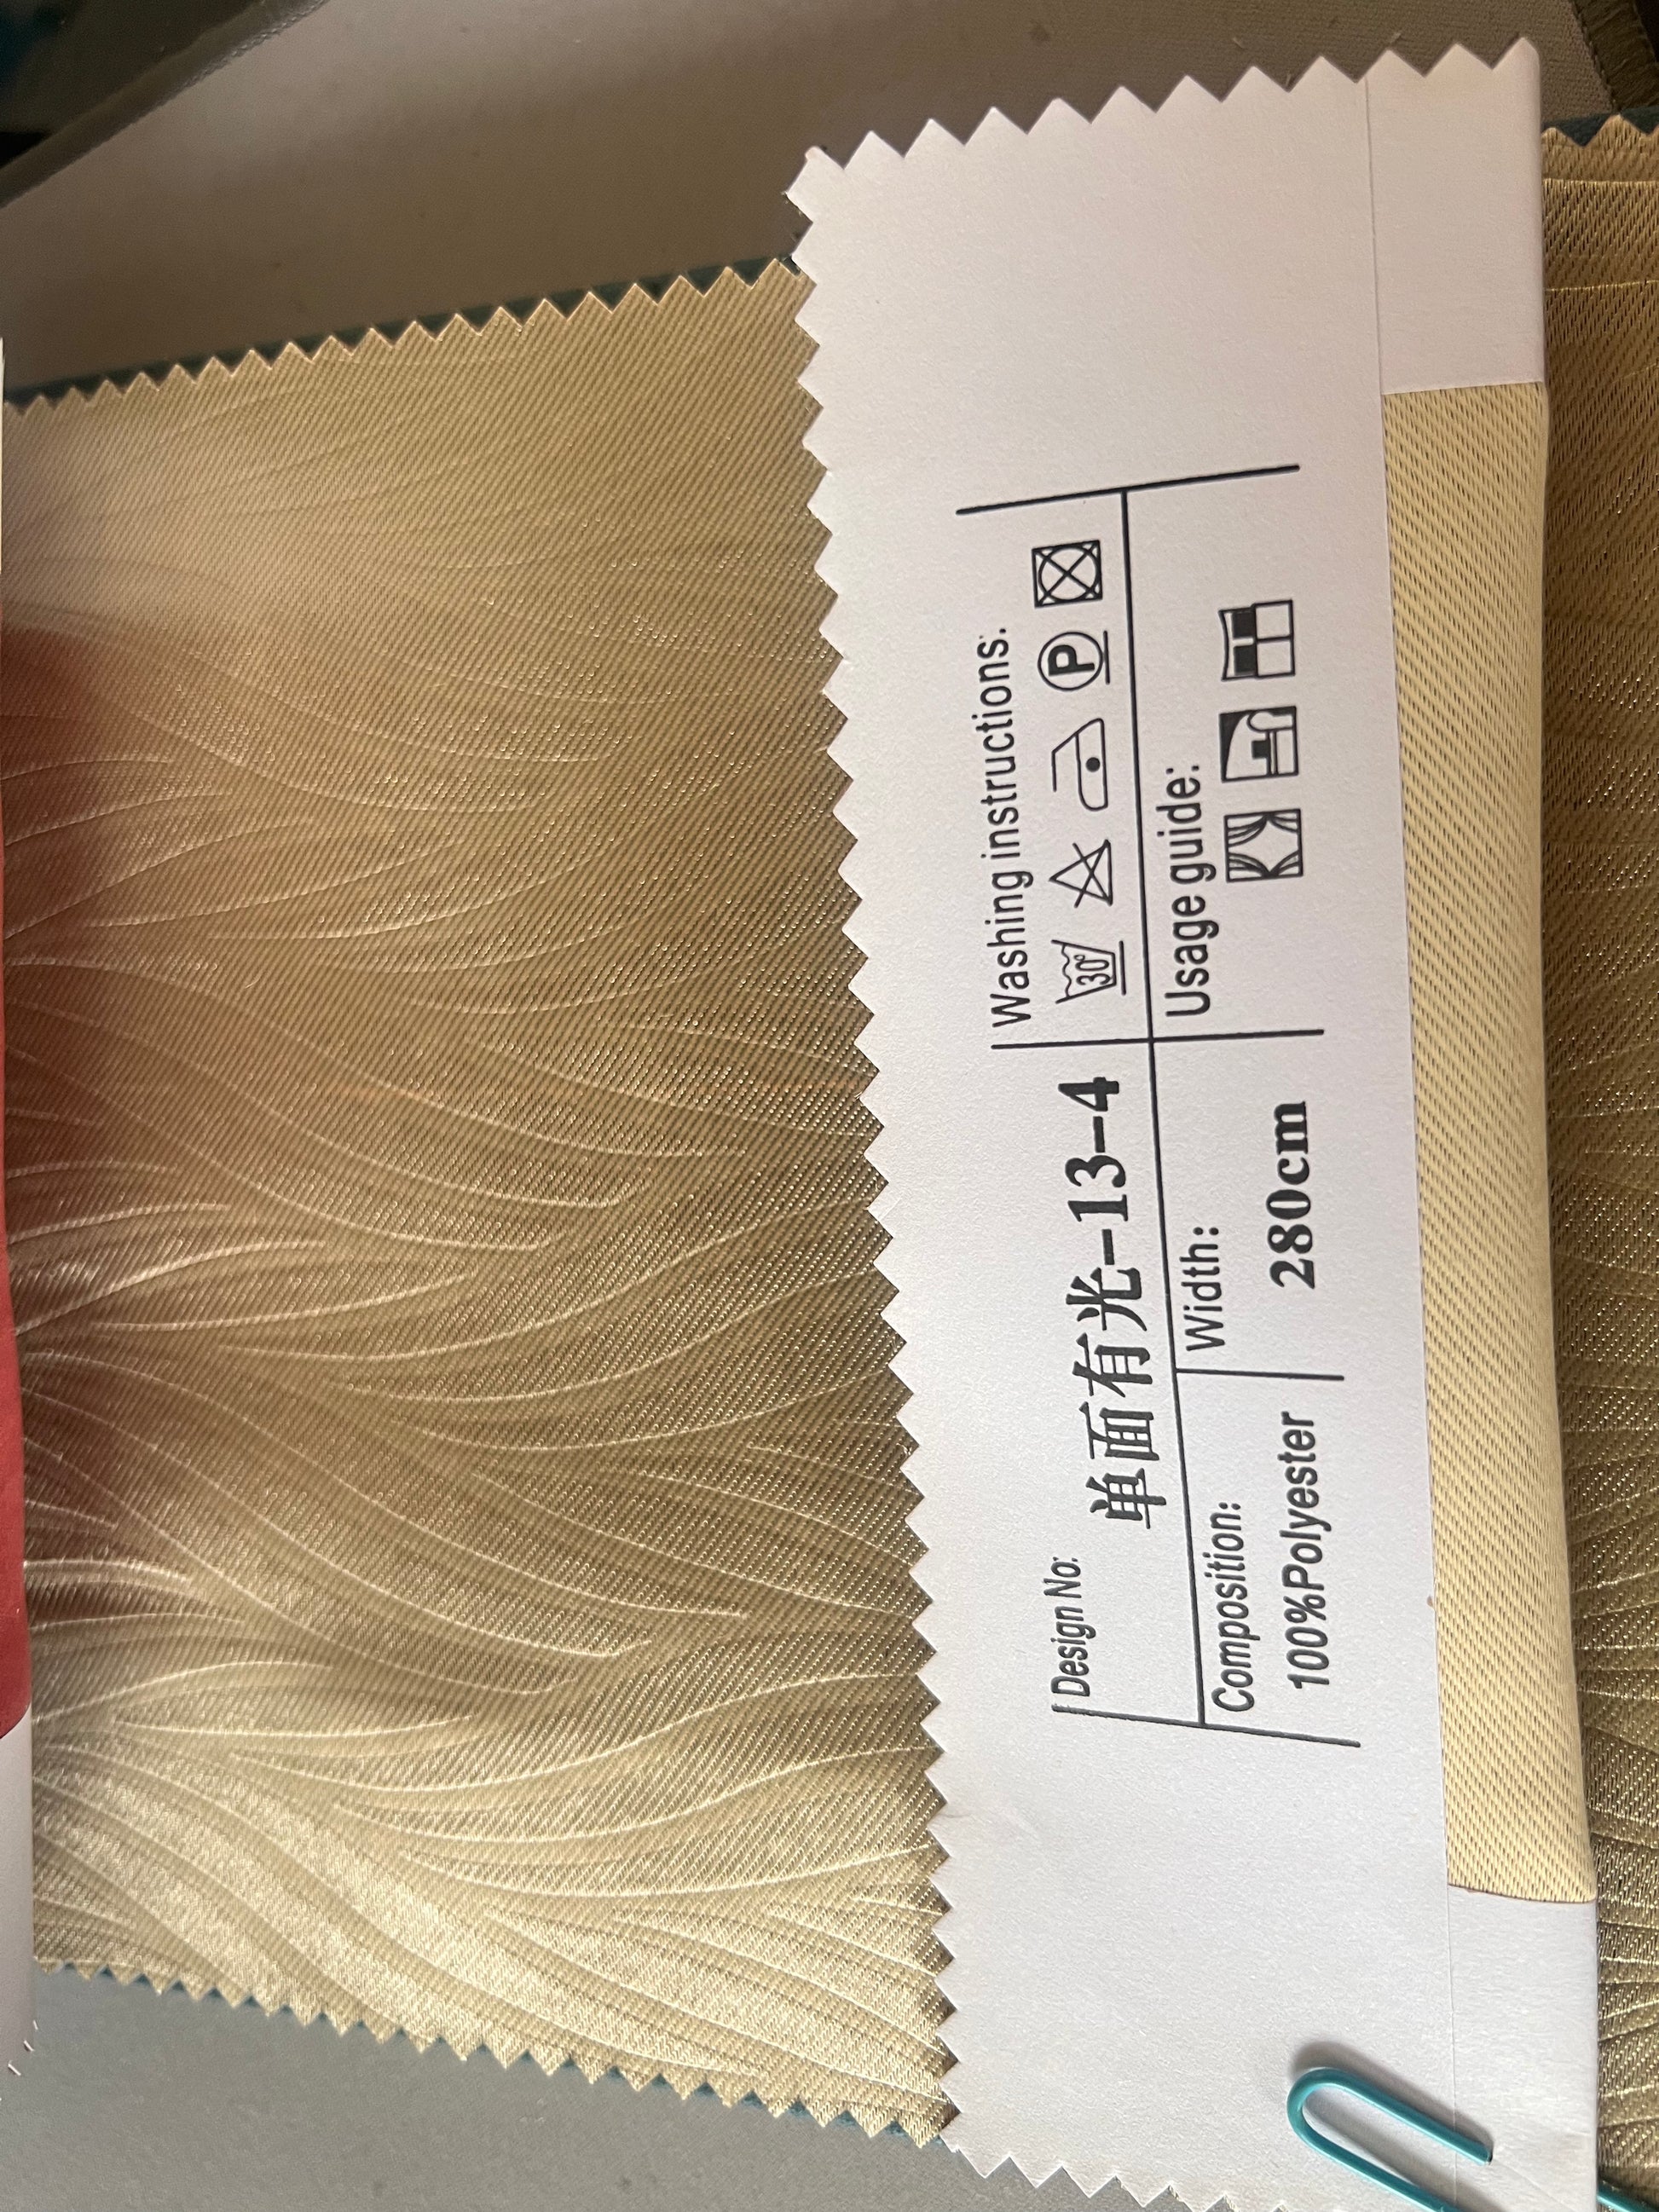 Design No:
单面有光-13-4
Composition:
100%Polyester
Width:
280cm
Washing instructions:
30°
P
Usage guide: